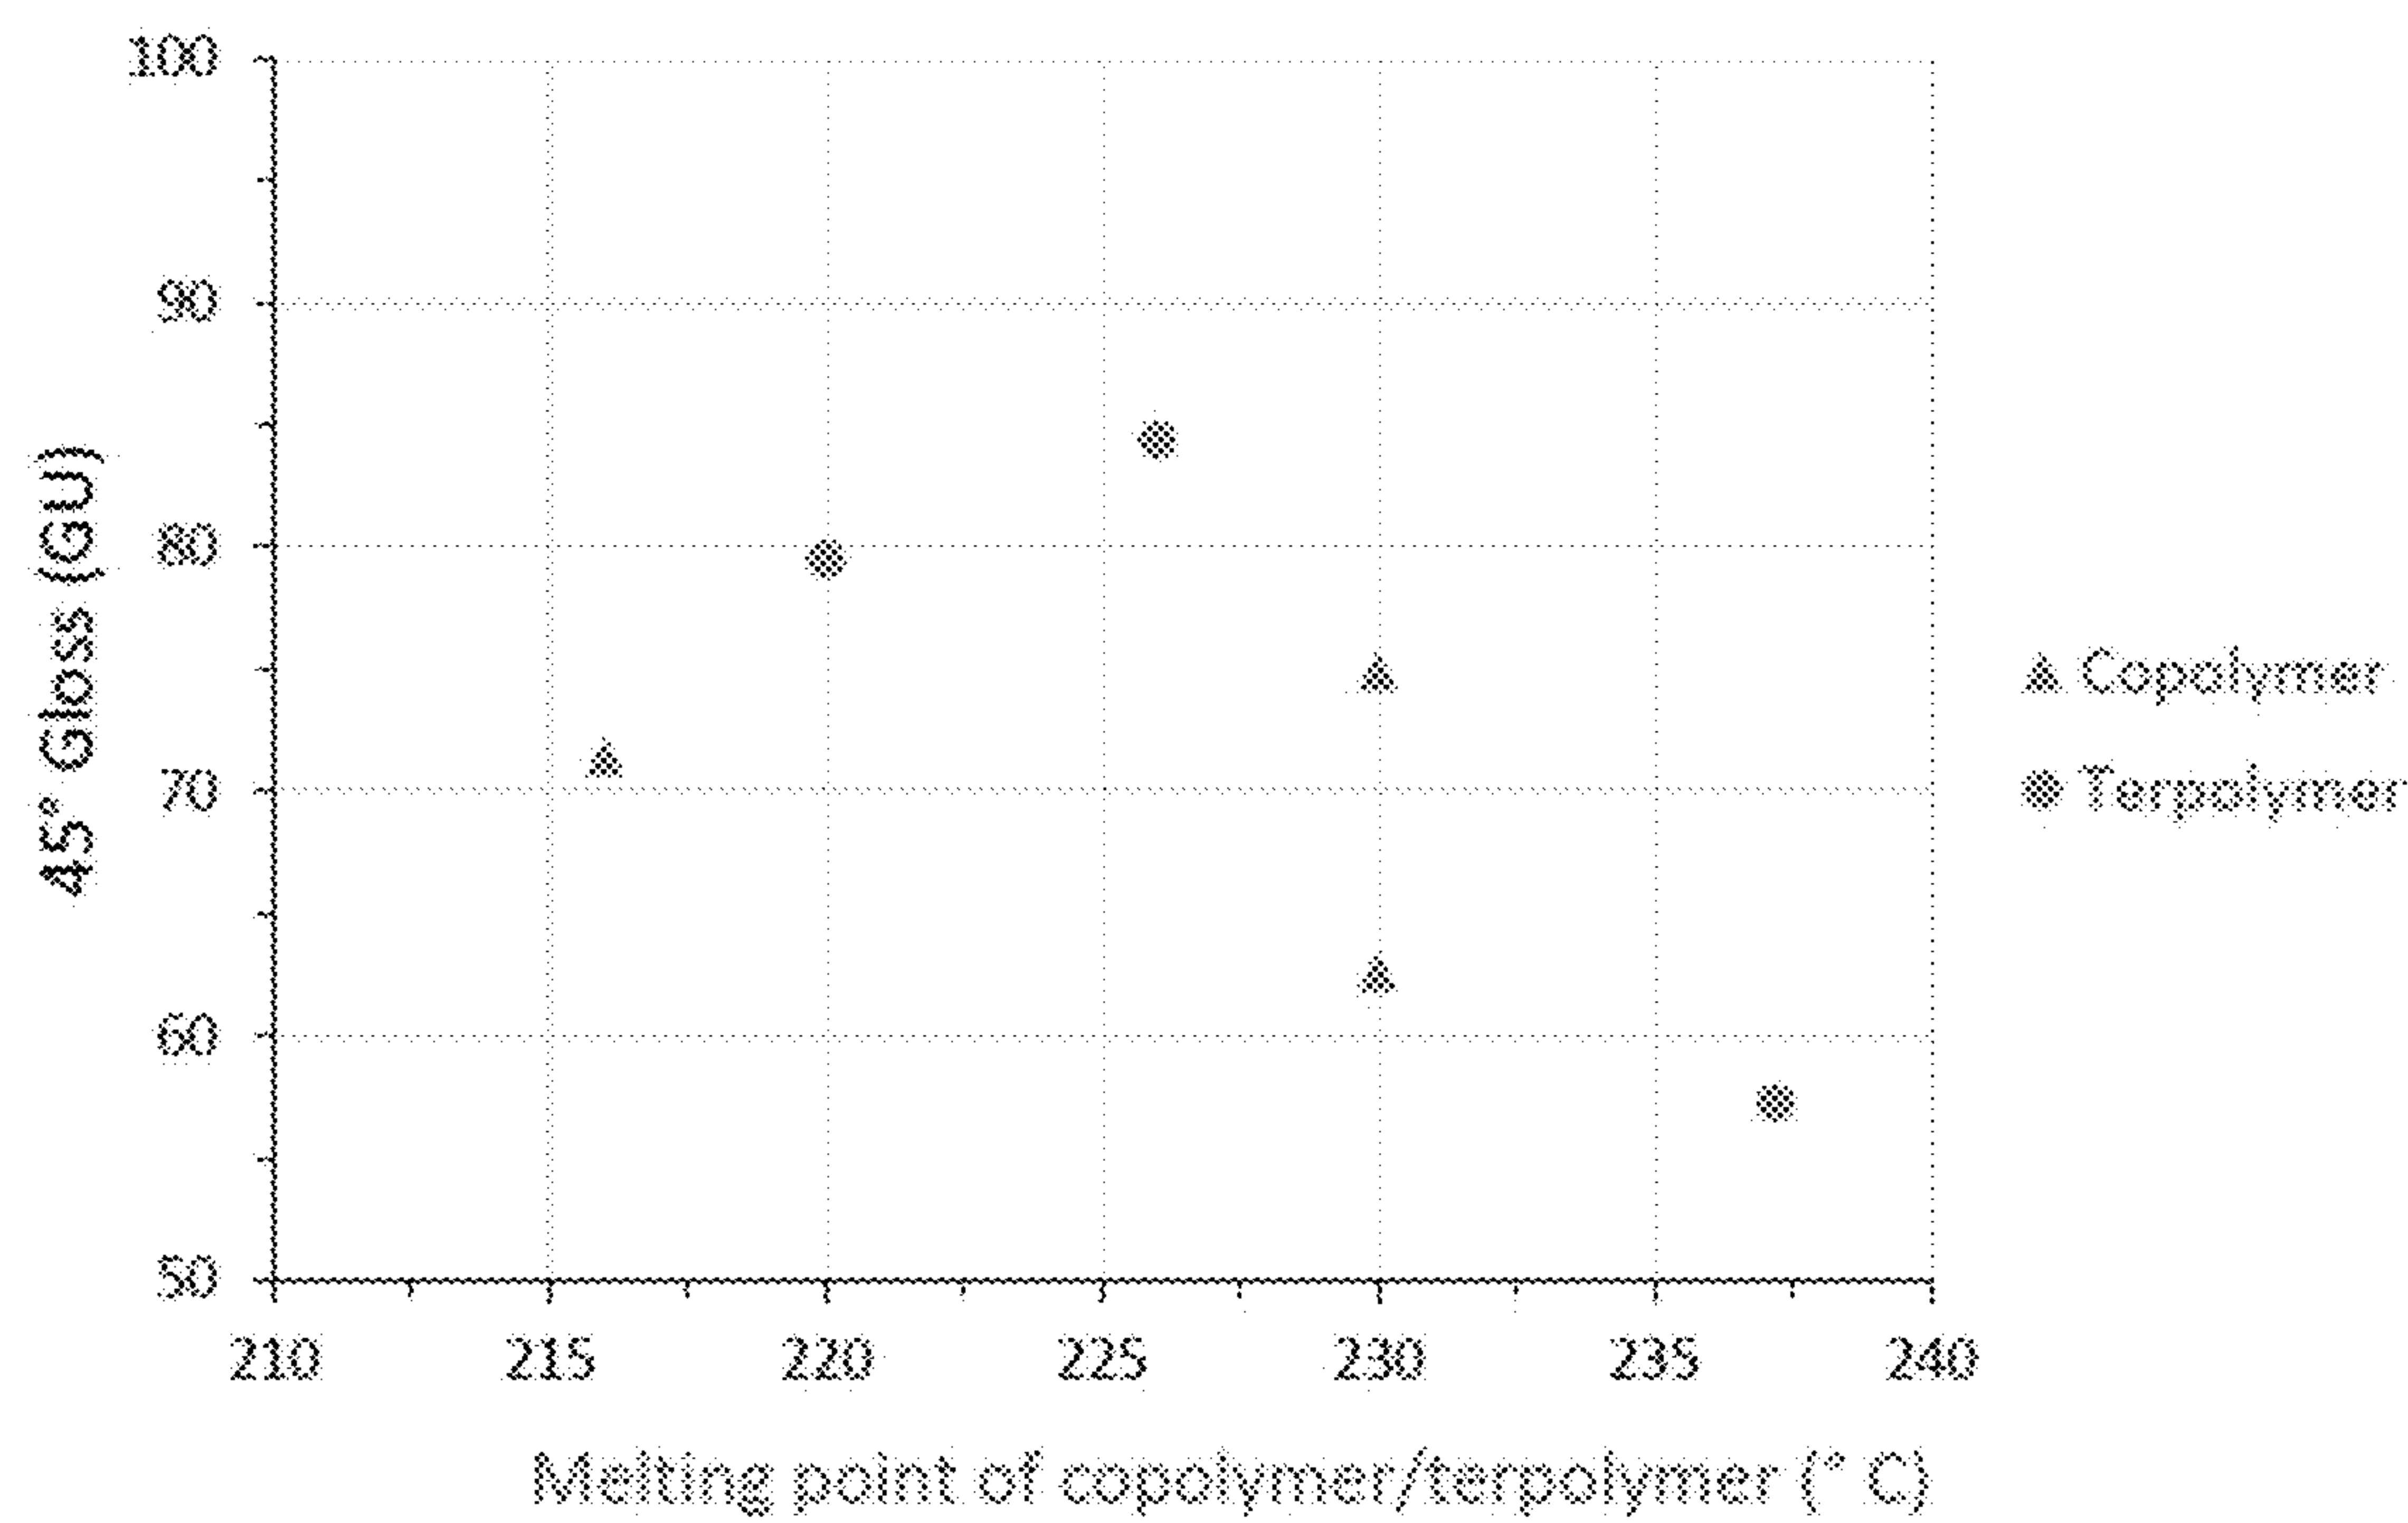 100
90
80
70
60
50
45° Gloss (GU)
210 215 220 225 230 235 240
Melting point of copolymer/terpolymer (° C)
Copolymer
Terpolymer